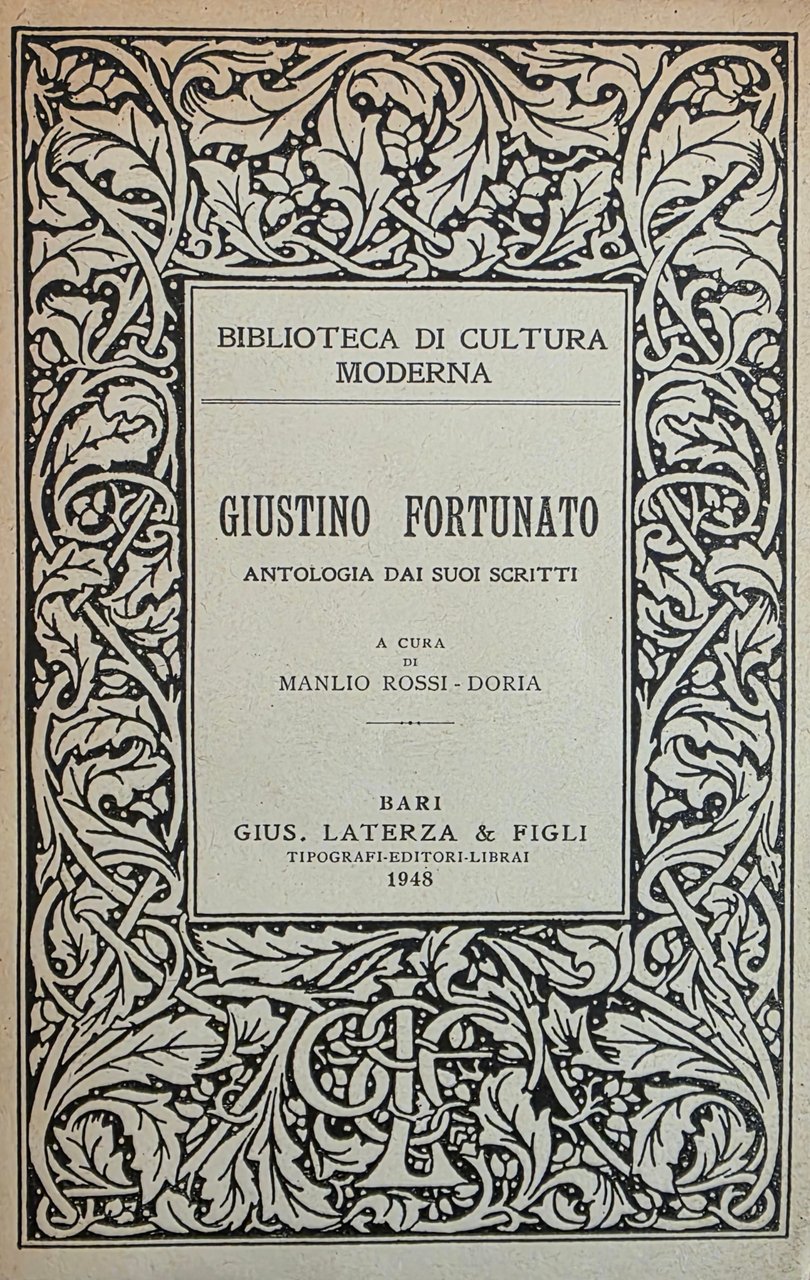 BIBLIOTECA DI CULTURA
MODERNA
GIUSTINO FORTUNATO
ANTOLOGIA DAI SUOI SCRITTI
A CURA
DI
MANLIO ROSSI-DORIA
BARI
GIUS. LATERZA & FIGLI
TIPOGRAFI-EDITORI-LIBRAI
1948